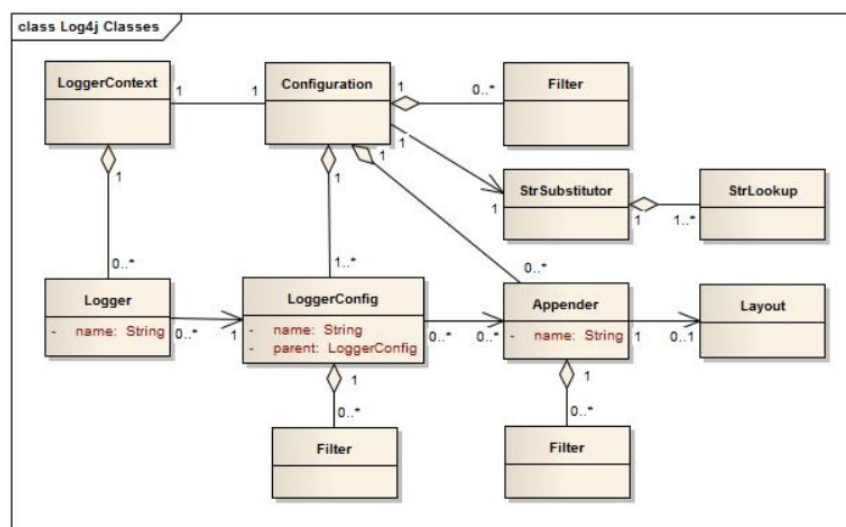 class Log4j Classes
LoggerContext
1
1
Configuration
1
0..*
Filter
1
1
1
1
1
StrSubstitutor
1
1..*
StrLookup
0..*
1..*
0..*
Logger
- name: String
0..*
1
LoggerConfig
- name: String
- parent: LoggerConfig
0..*
0..*
Appender
- name: String
1
0..1
Layout
1
0..*
Filter
1
0..*
Filter